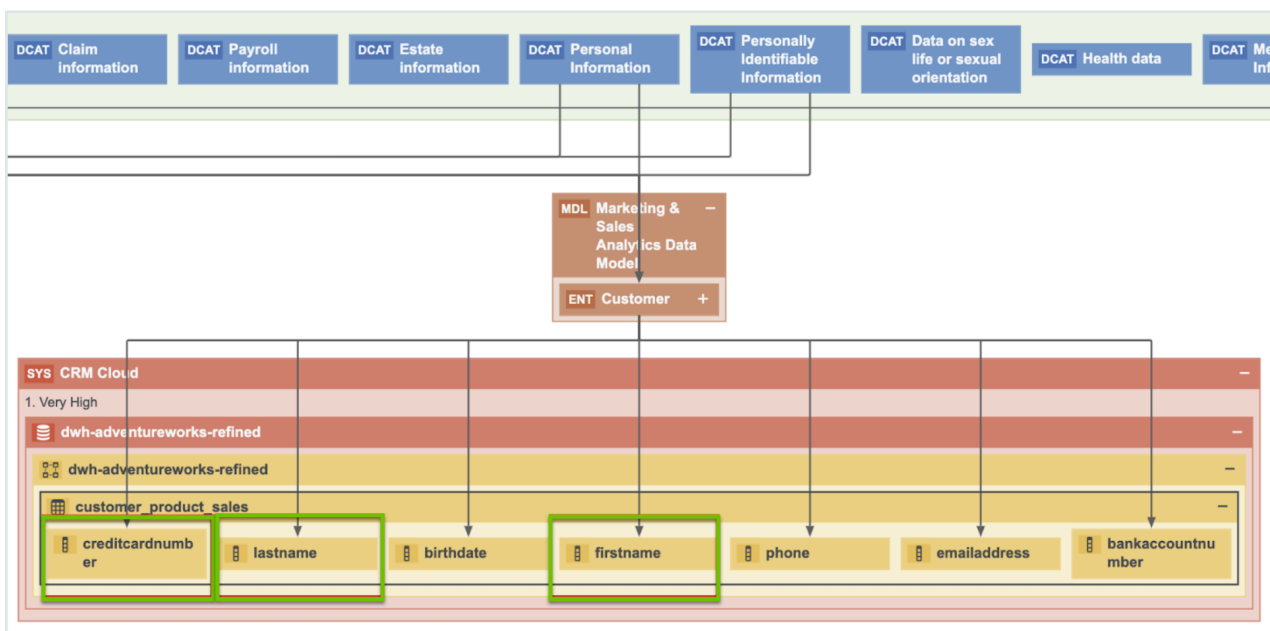 DCAT Claim
information
DCAT Payroll
information
DCAT Estate
information
DCAT Personal
Information
DCAT Personally
Identifiable
Information
DCAT Data on sex
life or sexual
orientation
DCAT Health data
DCAT
MDL Marketing & −
Sales
Analytics Data
Model
ENT Customer +
SYS CRM Cloud −
1. Very High
dwh-adventureworks-refined −
dwh-adventureworks-refined −
customer_product_sales −
creditcardnumb
er
lastname
birthdate
firstname
phone
emailaddress
bankaccountnu
mber